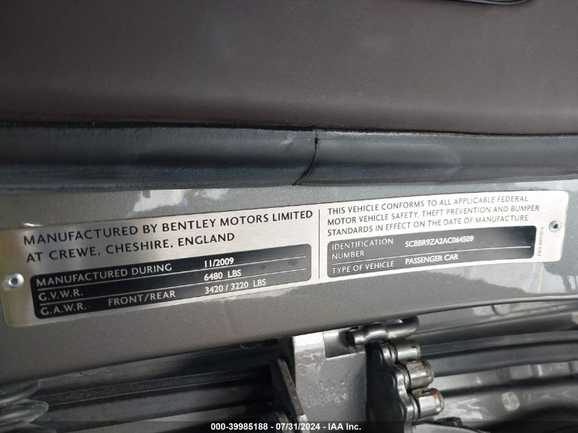 MANUFACTURED BY BENTLEY MOTORS LIMITED
AT CREWE, CHESHIRE, ENGLAND
MANUFACTURED DURING 11/2009
G.V.W.R. 6480 LBS
G.A.W.R. FRONT/REAR 3420 / 3220 LBS
THIS VEHICLE CONFORMS TO ALL APPLICABLE FEDERAL
MOTOR VEHICLE SAFETY, THEFT PREVENTION AND BUMPER
STANDARDS IN EFFECT ON THE DATE OF MANUFACTURE
IDENTIFICATION
NUMBER SCBBR9ZA2AC064509
TYPE OF VEHICLE PASSENGER CAR
000-39985188 - 07/31/2024 - IAA Inc.